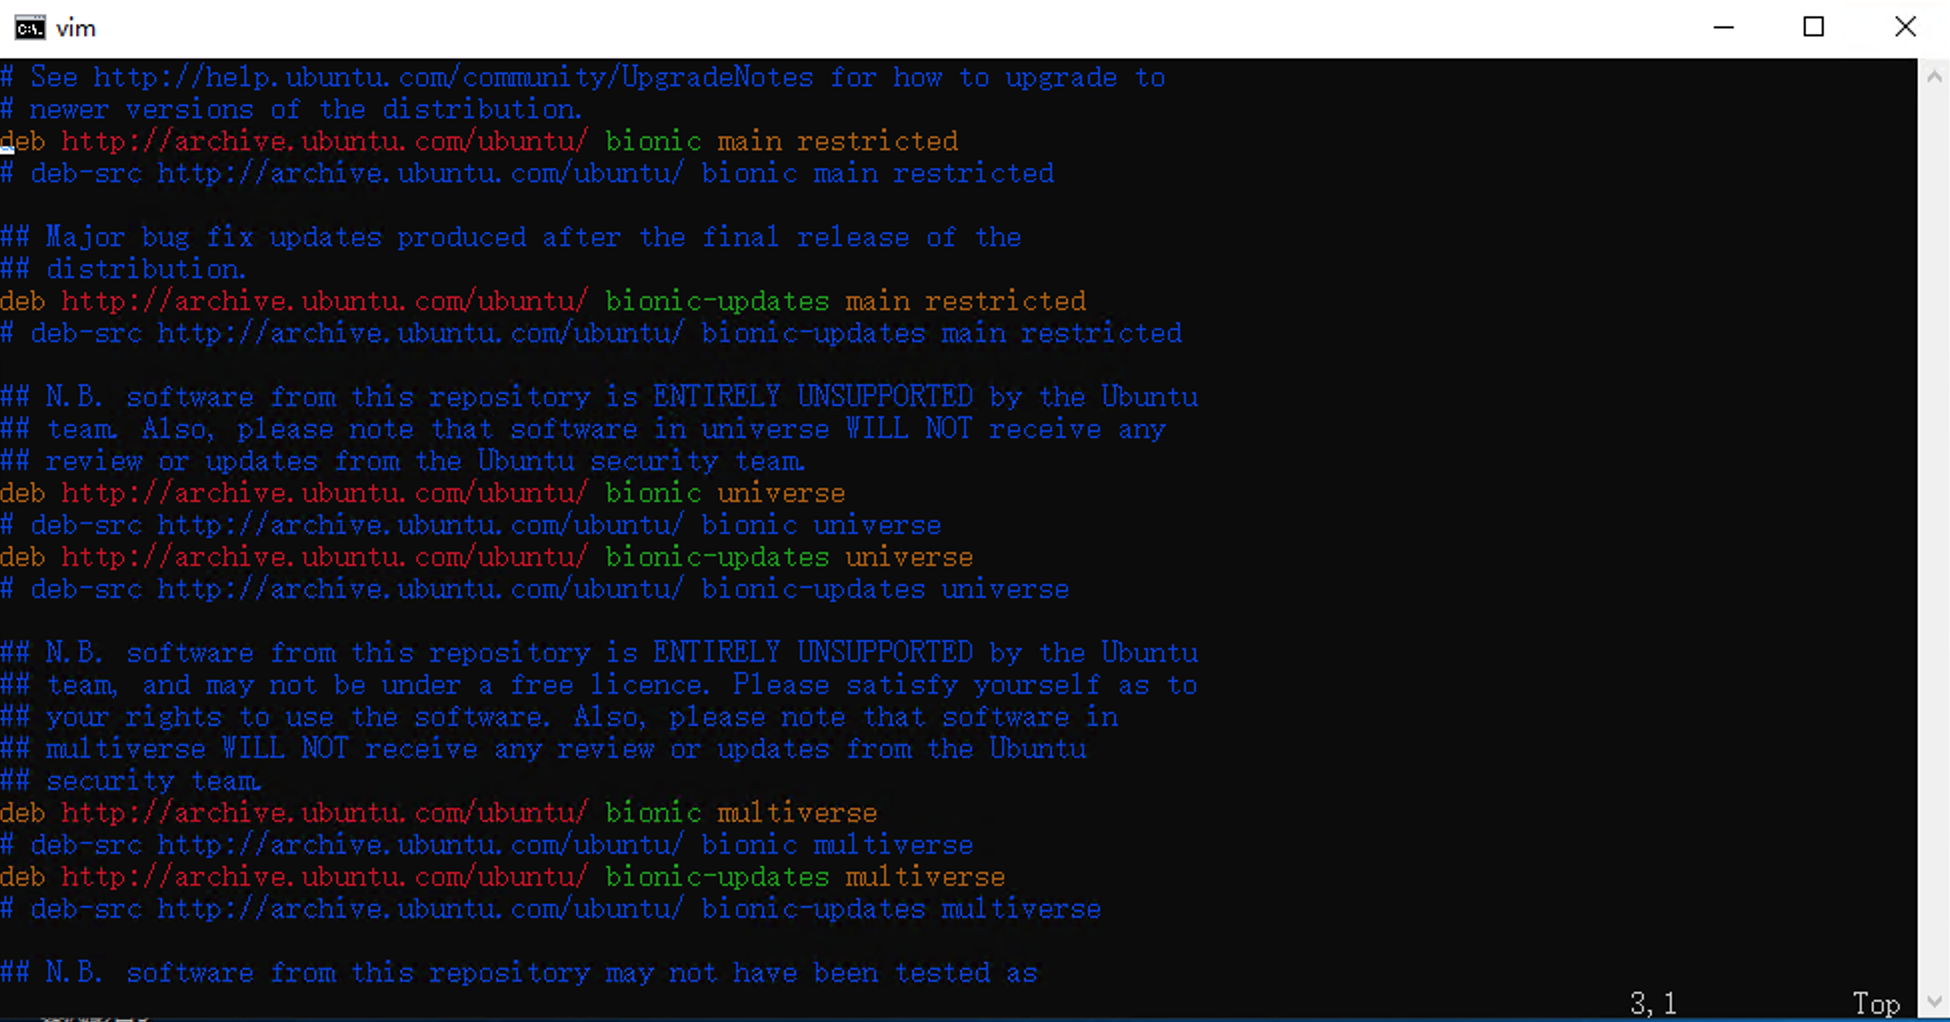 vim
# See http://help.ubuntu.com/community/UpgradeNotes for how to upgrade to
# newer versions of the distribution.
deb http://archive.ubuntu.com/ubuntu/ bionic main restricted
# deb-src http://archive.ubuntu.com/ubuntu/ bionic main restricted
## Major bug fix updates produced after the final release of the
## distribution.
deb http://archive.ubuntu.com/ubuntu/ bionic-updates main restricted
# deb-src http://archive.ubuntu.com/ubuntu/ bionic-updates main restricted
## N.B. software from this repository is ENTIRELY UNSUPPORTED by the Ubuntu
## team. Also, please note that software in universe WILL NOT receive any
## review or updates from the Ubuntu security team.
deb http://archive.ubuntu.com/ubuntu/ bionic universe
# deb-src http://archive.ubuntu.com/ubuntu/ bionic universe
deb http://archive.ubuntu.com/ubuntu/ bionic-updates universe
# deb-src http://archive.ubuntu.com/ubuntu/ bionic-updates universe
## N.B. software from this repository is ENTIRELY UNSUPPORTED by the Ubuntu
## team, and may not be under a free licence. Please satisfy yourself as to
## your rights to use the software. Also, please note that software in
## multiverse WILL NOT receive any review or updates from the Ubuntu
## security team.
deb http://archive.ubuntu.com/ubuntu/ bionic multiverse
# deb-src http://archive.ubuntu.com/ubuntu/ bionic multiverse
deb http://archive.ubuntu.com/ubuntu/ bionic-updates multiverse
# deb-src http://archive.ubuntu.com/ubuntu/ bionic-updates multiverse
## N.B. software from this repository may not have been tested as
3,1 Top